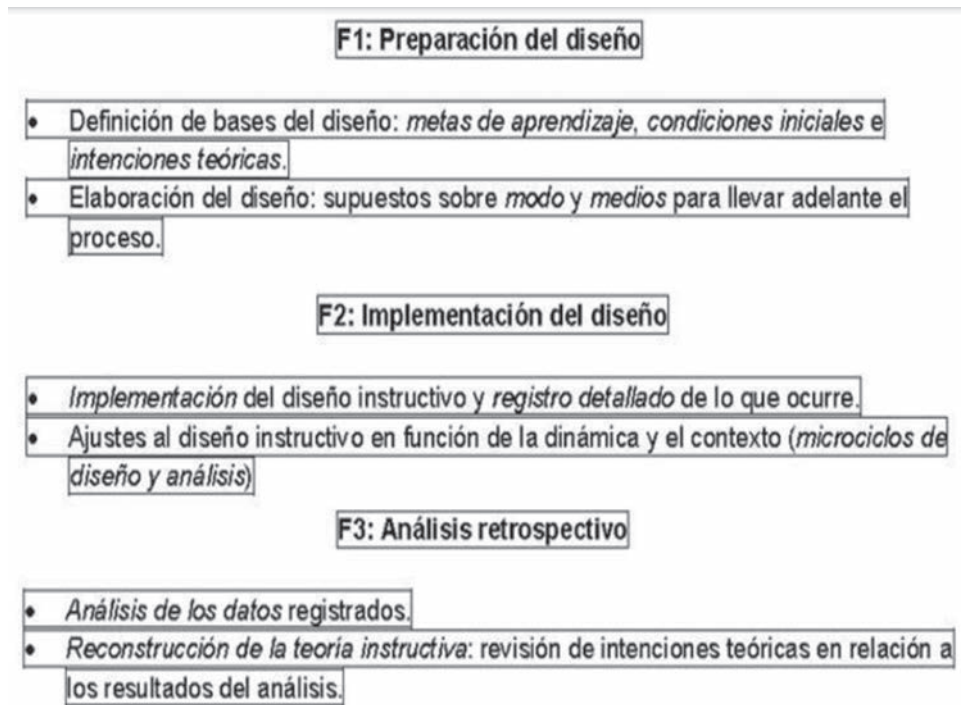 F1: Preparación del diseño
• Definición de bases del diseño: metas de aprendizaje, condiciones iniciales e
intenciones teóricas.
• Elaboración del diseño: supuestos sobre modo y medios para llevar adelante el
proceso.
F2: Implementación del diseño
• Implementación del diseño instructivo y registro detallado de lo que ocurre.
• Ajustes al diseño instructivo en función de la dinámica y el contexto (microciclos de
diseño y análisis)
F3: Análisis retrospectivo
• Análisis de los datos registrados.
• Reconstrucción de la teoría instructiva: revisión de intenciones teóricas en relación a
los resultados del análisis.